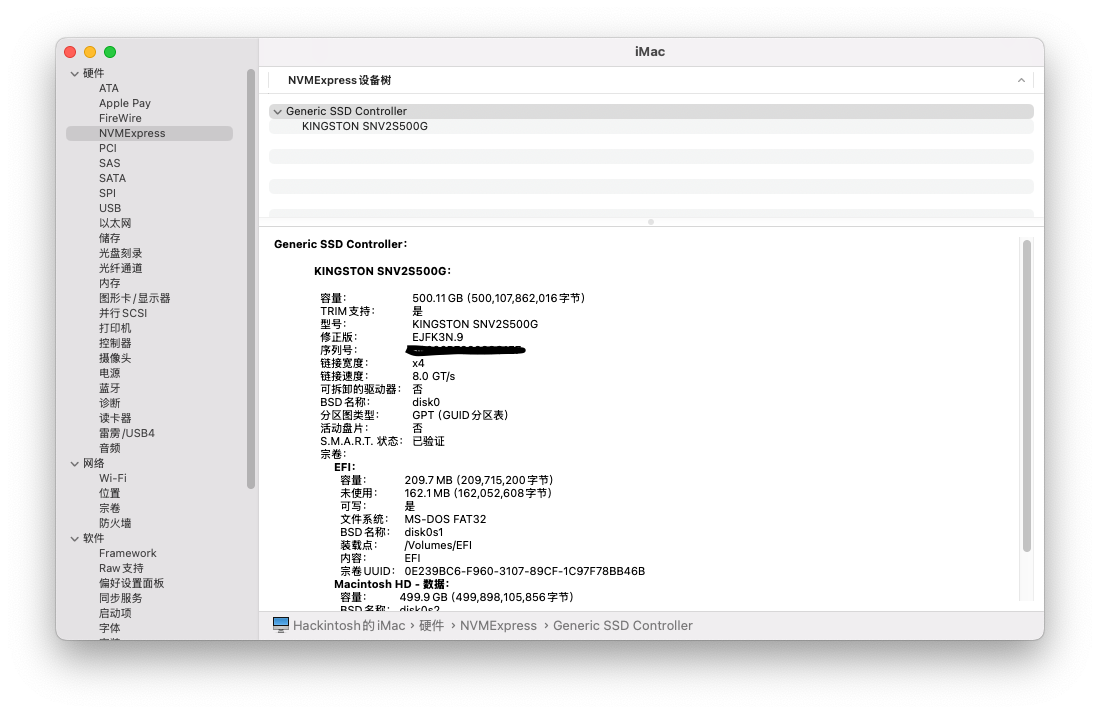 iMac
硬件
ATA
Apple Pay
FireWire
NVMExpress
PCI
SAS
SATA
SPI
USB
以太网
储存
光盘刻录
光纤通道
内存
图形卡/显示器
并行SCSI
打印机
控制器
摄像头
电源
蓝牙
诊断
读卡器
雷雳/USB4
音频
网络
Wi-Fi
位置
宗卷
防火墙
软件
Framework
Raw支持
偏好设置面板
同步服务
启动项
字体
NVMExpress设备树
Generic SSD Controller
KINGSTON SNV2S500G
Generic SSD Controller:
KINGSTON SNV2S500G:
容量: 500.11 GB (500,107,862,016字节)
TRIM支持: 是
型号: KINGSTON SNV2S500G
修正版: EJFK3N.9
序列号:
链接宽度: x4
链接速度: 8.0 GT/s
可拆卸的驱动器: 否
BSD名称: disk0
分区图类型: GPT (GUID分区表)
活动盘片: 否
S.M.A.R.T. 状态: 已验证
宗卷:
EFI:
容量: 209.7 MB (209,715,200字节)
未使用: 162.1 MB (162,052,608字节)
可写: 是
文件系统: MS-DOS FAT32
BSD名称: disk0s1
装载点: /Volumes/EFI
内容: EFI
宗卷UUID: 0E239BC6-F960-3107-89CF-1C97F78BB46B
Macintosh HD - 数据:
容量: 499.9 GB (499,898,105,856字节)
BSD名称: disk0s2
Hackintosh的iMac › 硬件 › NVMExpress › Generic SSD Controller